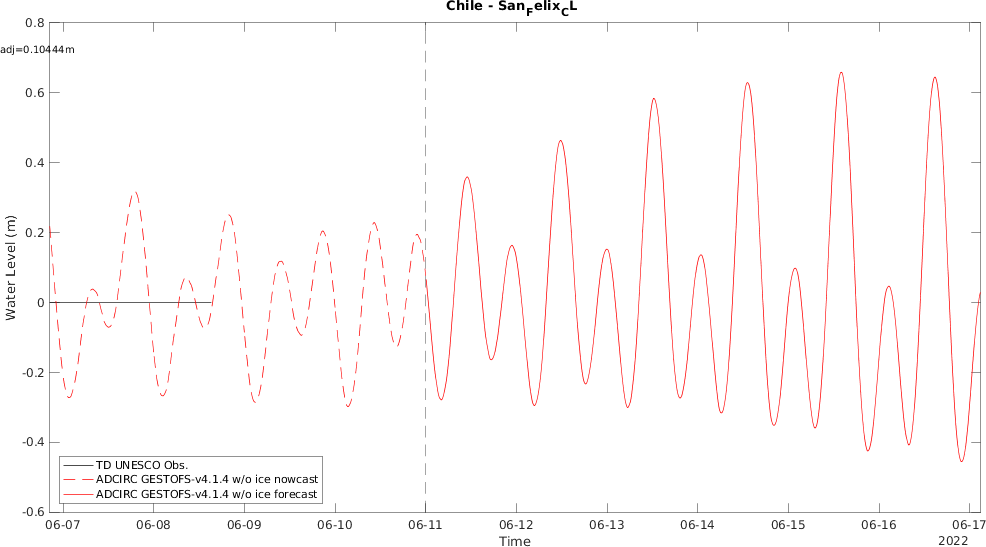 Chile - San_Felix_CL
adj=0.10444m
0.8
0.6
0.4
0.2
0
-0.2
-0.4
-0.6
Water Level (m)
TD UNESCO Obs.
ADCIRC GESTOFS-v4.1.4 w/o ice nowcast
ADCIRC GESTOFS-v4.1.4 w/o ice forecast
06-07 06-08 06-09 06-10 06-11 06-12 06-13 06-14 06-15 06-16 06-17
Time
2022